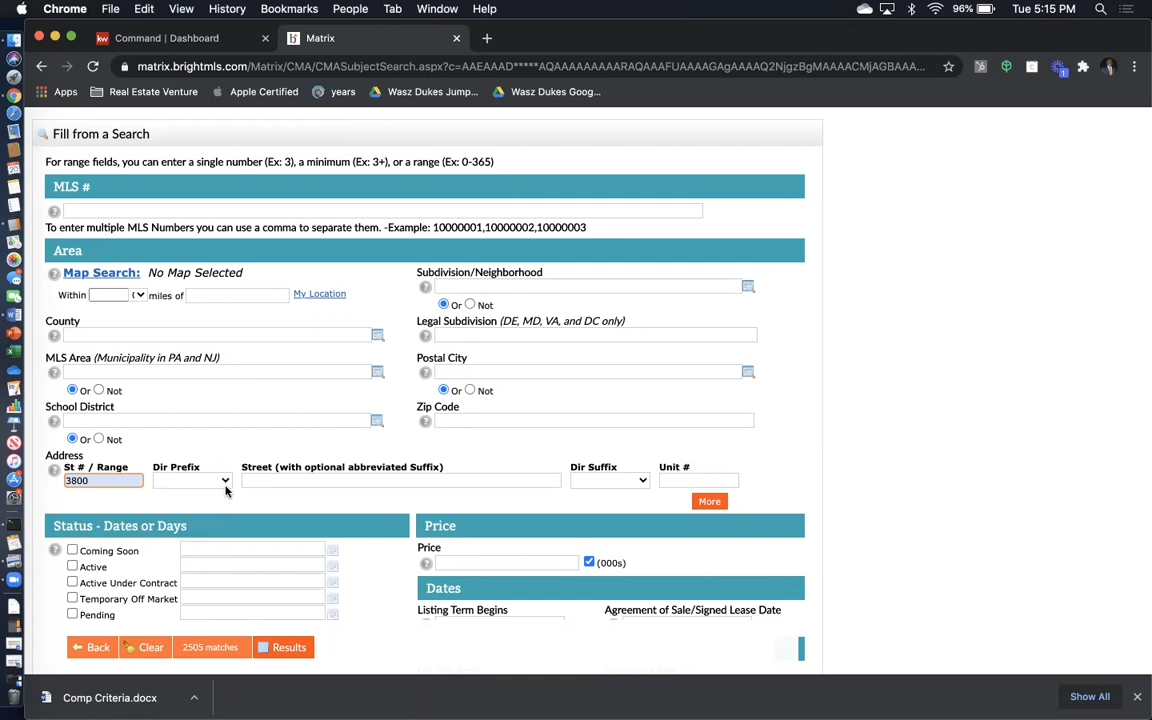 Chrome File Edit View History Bookmarks People Tab Window Help 96% Tue 5:15 PM
kw Command | Dashboard Matrix
matrix.brightmls.com/Matrix/CMA/CMASubjectSearch.aspx?c=AAEAAAD*****AQAAAAAAAAARAQAAAFUAAAAGAgAAAAQ2NjgzBgMAAAACMjAGBAAA...
Apps Real Estate Venture Apple Certified years Wasz Dukes Jump... Wasz Dukes Goog...
Fill from a Search
For range fields, you can enter a single number (Ex: 3), a minimum (Ex: 3+), or a range (Ex: 0-365)
MLS #
To enter multiple MLS Numbers you can use a comma to separate them. -Example: 10000001,10000002,10000003
Area
Map Search: No Map Selected Subdivision/Neighborhood
Within miles of My Location
Or Not
County Legal Subdivision (DE, MD, VA, and DC only)
MLS Area (Municipality in PA and NJ) Postal City
Or Not Or Not
School District Zip Code
Or Not
Address
St # / Range Dir Prefix Street (with optional abbreviated Suffix) Dir Suffix Unit #
3800
More
Status - Dates or Days Price
Price
Coming Soon
(000s)
Active
Active Under Contract Dates
Temporary Off Market
Listing Term Begins Agreement of Sale/Signed Lease Date
Pending
Back Clear 2505 matches Results
Comp Criteria.docx Show All